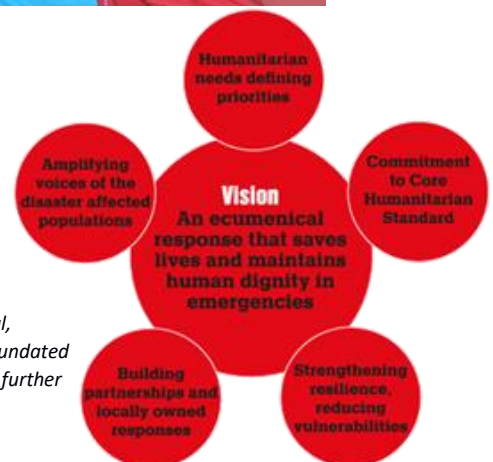 Humanitarian
needs defining
priorities
Amplifying
voices of the
disaster affected
populations
Commitment
to Core
Humanitarian
Standard
Vision
An ecumenical
response that saves
lives and maintains
human dignity in
emergencies
l,
undated
further
Building
partnerships and
locally owned
responses
Strengthening
resilience,
reducing
vulnerabilities